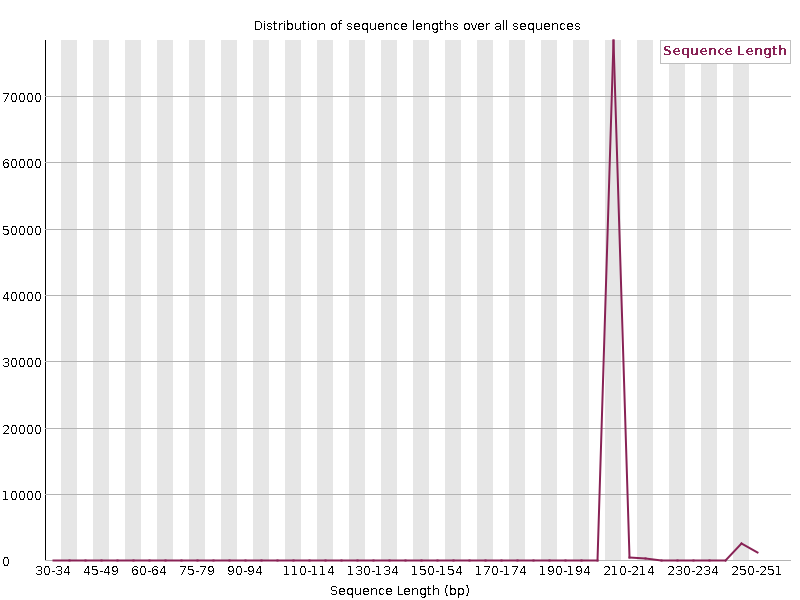 Distribution of sequence lengths over all sequences
Sequence Length
70000
60000
50000
40000
30000
20000
10000
0
30-34 45-49 60-64 75-79 90-94 110-114 130-134 150-154 170-174 190-194 210-214 230-234 250-251
Sequence Length (bp)